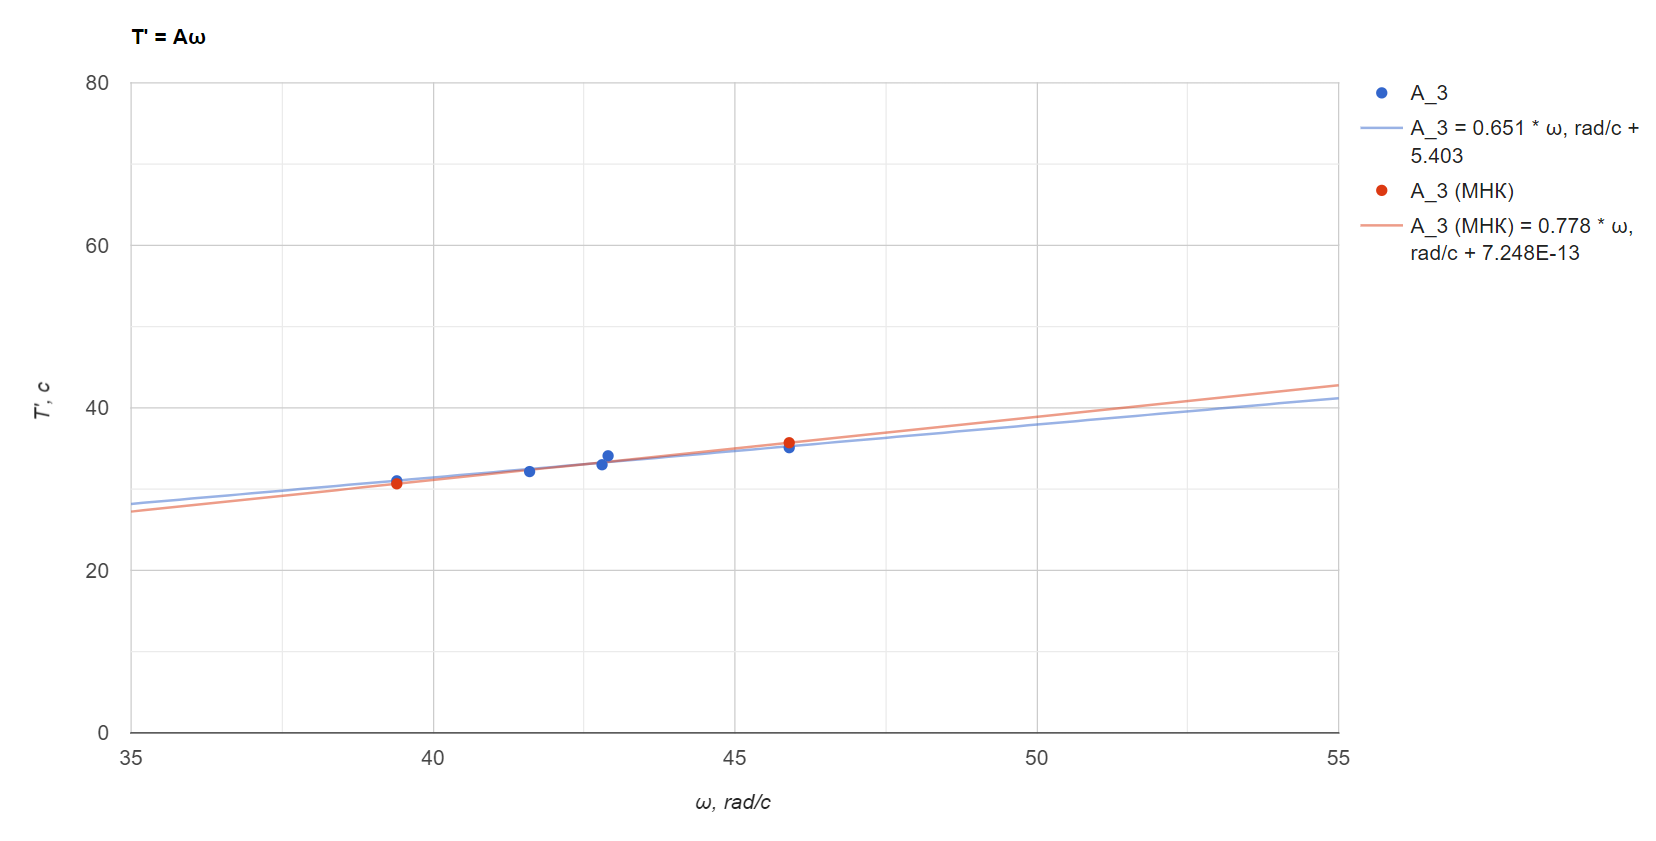 T' = Aω
80
60
40
20
0
T', c
35
40
45
50
55
ω, rad/c
A_3
A_3 = 0.651 * ω, rad/c +
5.403
A_3 (МНК)
A_3 (МНК) = 0.778 * ω,
rad/c + 7.248E-13